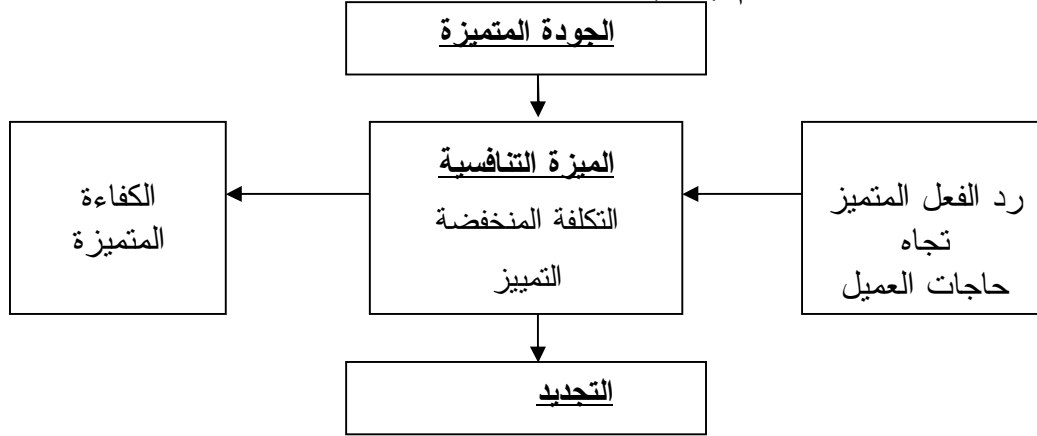 الجودة المتميزة
الميزة التنافسية
التكلفة المنخفضة
التمييز
رد الفعل المتميز
تجاه
حاجات العميل
الكفاءة
المتميزة
التجديد